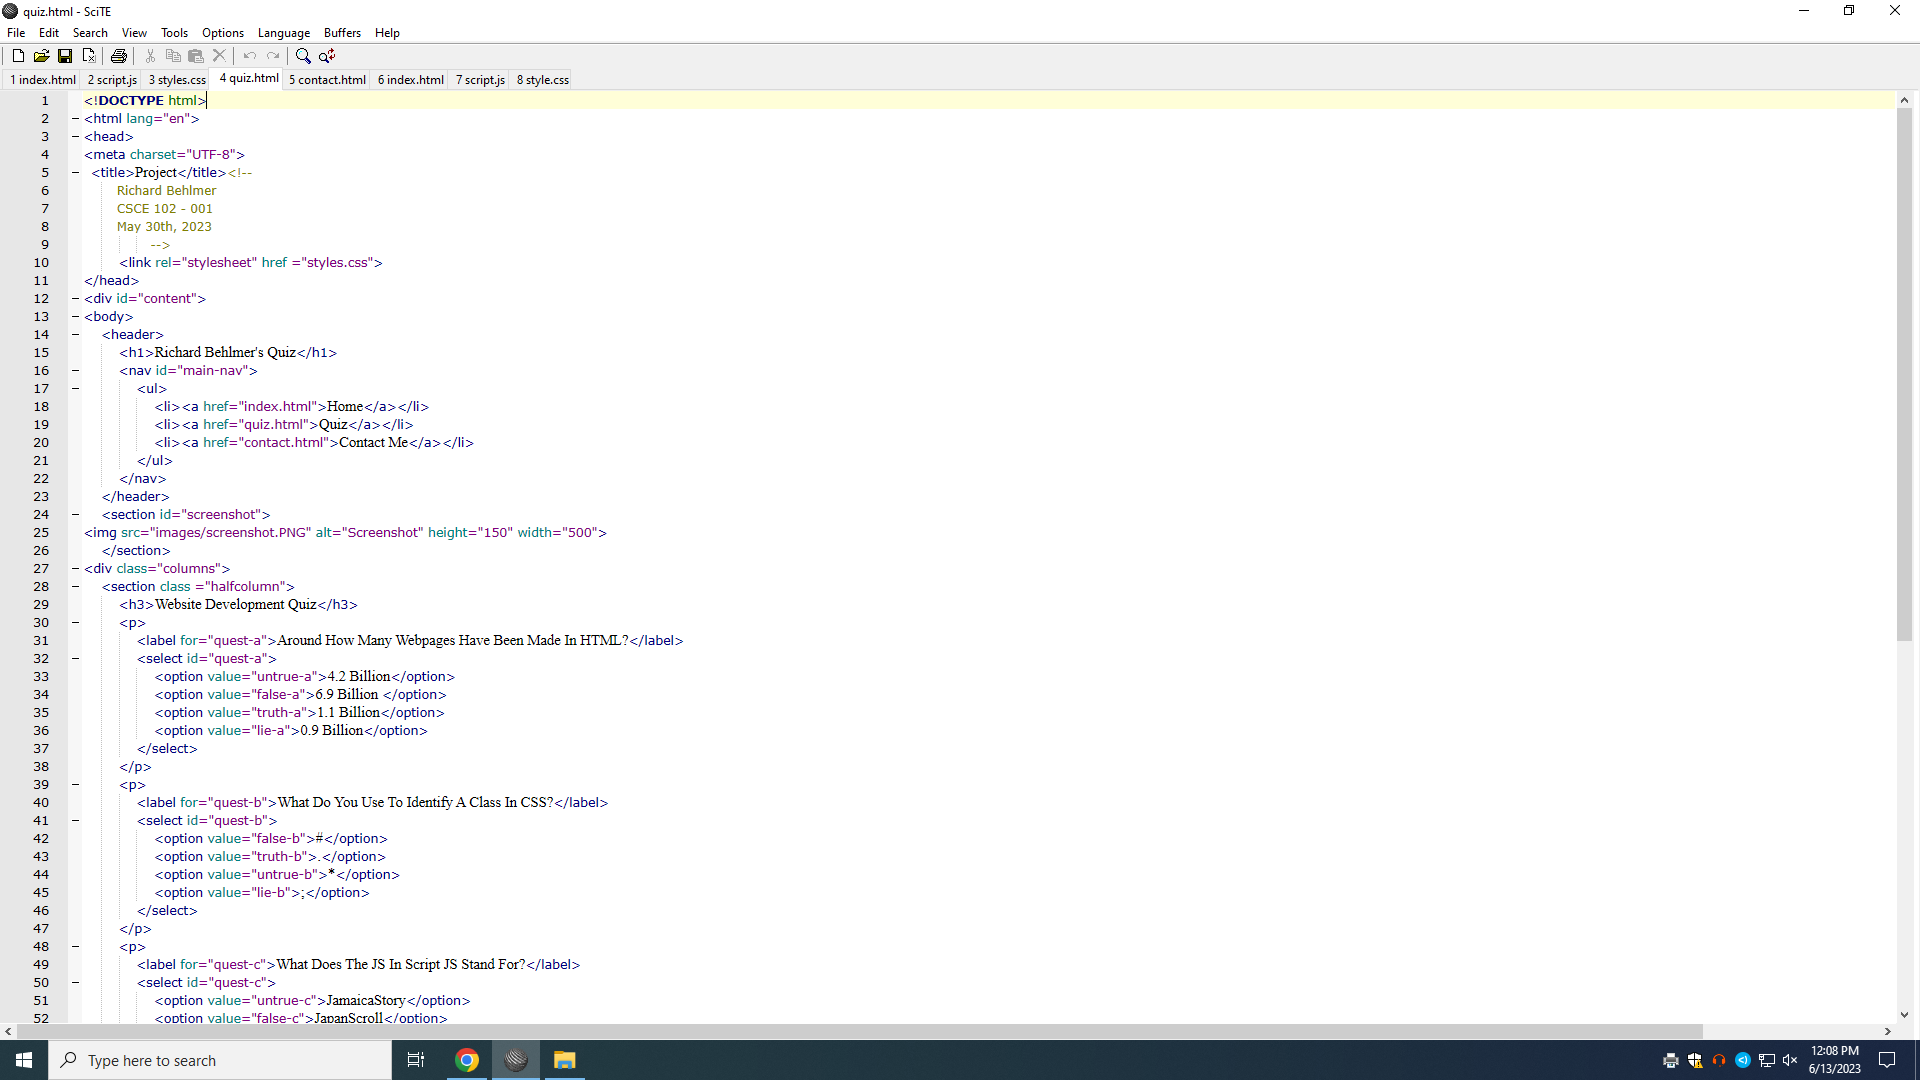 quiz.html - SciTE
File Edit Search View Tools Options Language Buffers Help
1 index.html 2 script.js 3 styles.css 4 quiz.html 5 contact.html 6 index.html 7 script.js 8 style.css
1 <!DOCTYPE html>
2 <html lang="en">
3 <head>
4 <meta charset="UTF-8">
5 <title>Project</title><!--
6 Richard Behlmer
7 CSCE 102 - 001
8 May 30th, 2023
9 -->
10 <link rel="stylesheet" href ="styles.css">
11 </head>
12 <div id="content">
13 <body>
14 <header>
15 <h1>Richard Behlmer's Quiz</h1>
16 <nav id="main-nav">
17 <ul>
18 <li><a href="index.html">Home</a></li>
19 <li><a href="quiz.html">Quiz</a></li>
20 <li><a href="contact.html">Contact Me</a></li>
21 </ul>
22 </nav>
23 </header>
24 <section id="screenshot">
25 <img src="images/screenshot.PNG" alt="Screenshot" height="150" width="500">
26 </section>
27 <div class="columns">
28 <section class ="halfcolumn">
29 <h3>Website Development Quiz</h3>
30 <p>
31 <label for="quest-a">Around How Many Webpages Have Been Made In HTML?</label>
32 <select id="quest-a">
33 <option value="untrue-a">4.2 Billion</option>
34 <option value="false-a">6.9 Billion </option>
35 <option value="truth-a">1.1 Billion</option>
36 <option value="lie-a">0.9 Billion</option>
37 </select>
38 </p>
39 <p>
40 <label for="quest-b">What Do You Use To Identify A Class In CSS?</label>
41 <select id="quest-b">
42 <option value="false-b">#</option>
43 <option value="truth-b">.</option>
44 <option value="untrue-b">*</option>
45 <option value="lie-b">;</option>
46 </select>
47 </p>
48 <p>
49 <label for="quest-c">What Does The JS In Script JS Stand For?</label>
50 <select id="quest-c">
51 <option value="untrue-c">JamaicaStory</option>
52 <option value="false-c">JapanScroll</option>
Type here to search
12:08 PM
6/13/2023